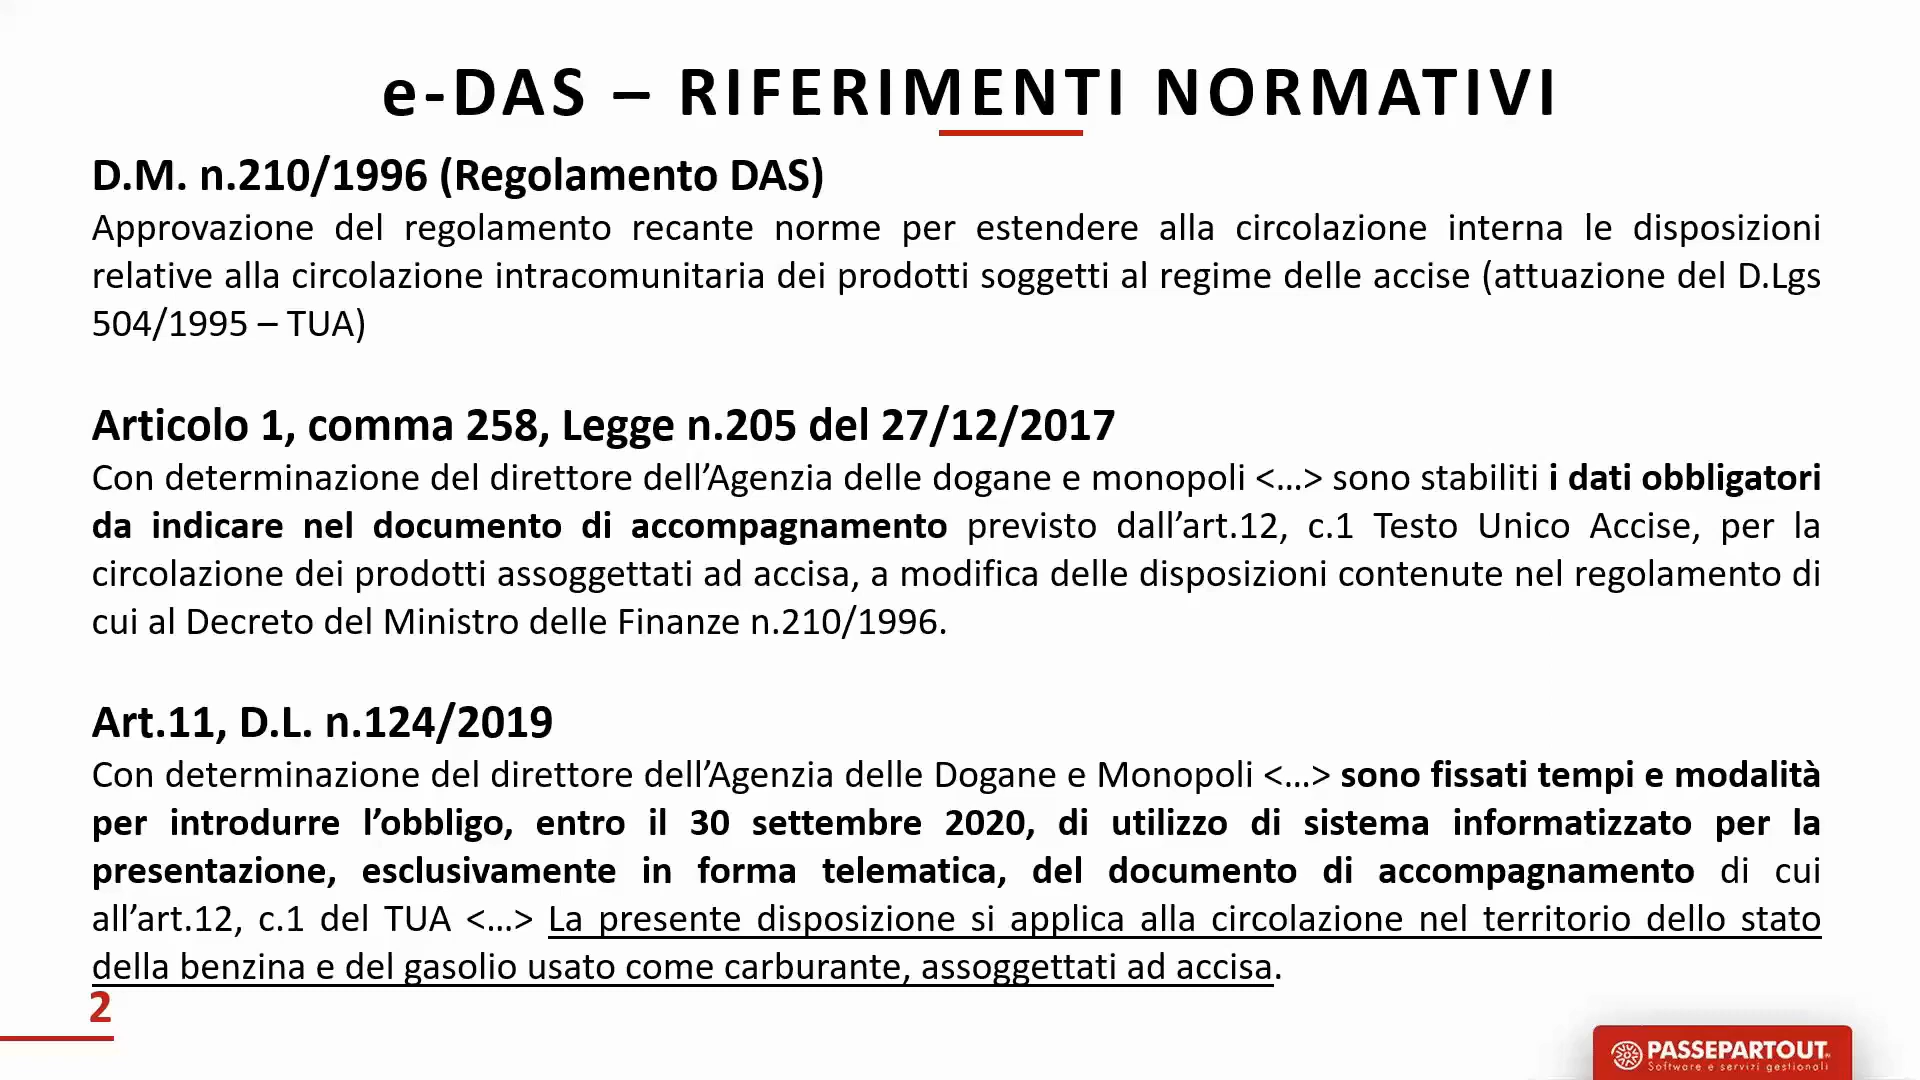 e-DAS – RIFERIMENTI NORMATIVI
D.M. n.210/1996 (Regolamento DAS)
Approvazione del regolamento recante norme per estendere alla circolazione interna le disposizioni
relative alla circolazione intracomunitaria dei prodotti soggetti al regime delle accise (attuazione del D.Lgs
504/1995 – TUA)
Articolo 1, comma 258, Legge n.205 del 27/12/2017
Con determinazione del direttore dell’Agenzia delle dogane e monopoli <…> sono stabiliti i dati obbligatori
da indicare nel documento di accompagnamento previsto dall’art.12, c.1 Testo Unico Accise, per la
circolazione dei prodotti assoggettati ad accisa, a modifica delle disposizioni contenute nel regolamento di
cui al Decreto del Ministro delle Finanze n.210/1996.
Art.11, D.L. n.124/2019
Con determinazione del direttore dell’Agenzia delle Dogane e Monopoli <…> sono fissati tempi e modalità
per introdurre l’obbligo, entro il 30 settembre 2020, di utilizzo di sistema informatizzato per la
presentazione, esclusivamente in forma telematica, del documento di accompagnamento di cui
all’art.12, c.1 del TUA <…> La presente disposizione si applica alla circolazione nel territorio dello stato
della benzina e del gasolio usato come carburante, assoggettati ad accisa.
2
PASSEPARTOUT
Software e servizi gestionali